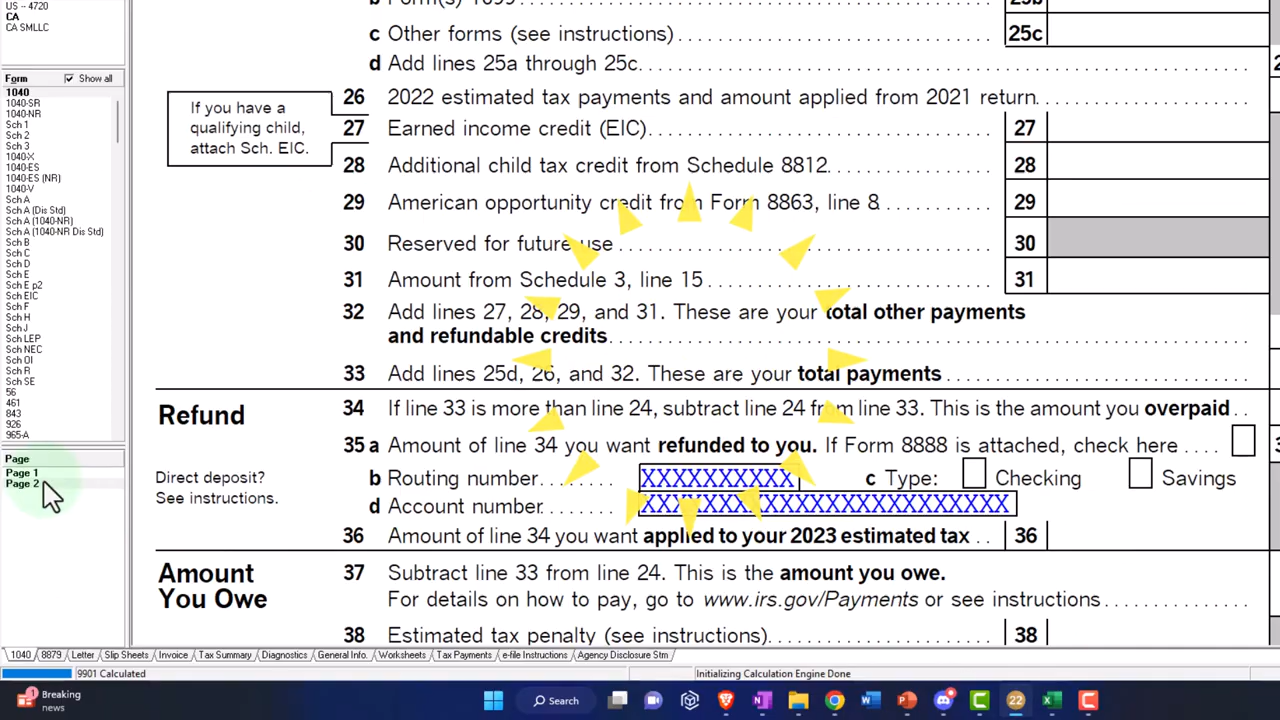 US -- 4720
CA
CA SMLLC
Form
Show all
1040
1040-SR
1040-NR
Sch 1
Sch 2
Sch 3
1040-X
1040-ES
1040-ES (NR)
1040-V
Sch A
Sch A (Dis Std)
Sch A (1040-NR)
Sch A (1040-NR Dis Std)
Sch B
Sch C
Sch D
Sch E
Sch E p2
Sch EIC
Sch F
Sch H
Sch J
Sch LEP
Sch NEC
Sch OI
Sch R
Sch SE
56
461
843
926
965-A
Page
Page 1
Page 2
b Form(s) 1099 25b
c Other forms (see instructions) 25c
d Add lines 25a through 25c
If you have a qualifying child, attach Sch. EIC.
26 2022 estimated tax payments and amount applied from 2021 return
27 Earned income credit (EIC) 27
28 Additional child tax credit from Schedule 8812 28
29 American opportunity credit from Form 8863, line 8 29
30 Reserved for future use 30
31 Amount from Schedule 3, line 15 31
32 Add lines 27, 28, 29, and 31. These are your total other payments
and refundable credits
33 Add lines 25d, 26, and 32. These are your total payments
Refund
34 If line 33 is more than line 24, subtract line 24 from line 33. This is the amount you overpaid
35 a Amount of line 34 you want refunded to you. If Form 8888 is attached, check here
Direct deposit?
See instructions.
b Routing number XXXXXXXXX c Type: Checking Savings
d Account number XXXXXXXXXXXXXXXXX
36 Amount of line 34 you want applied to your 2023 estimated tax 36
Amount
You Owe
37 Subtract line 33 from line 24. This is the amount you owe.
For details on how to pay, go to www.irs.gov/Payments or see instructions
38 Estimated tax penalty (see instructions) 38
1040 8879 Letter Slip Sheets Invoice Tax Summary Diagnostics General Info. Worksheets Tax Payments e-file Instructions Agency Disclosure Stm
9901 Calculated Initializing Calculation Engine Done
1
Breaking
news
Search
22